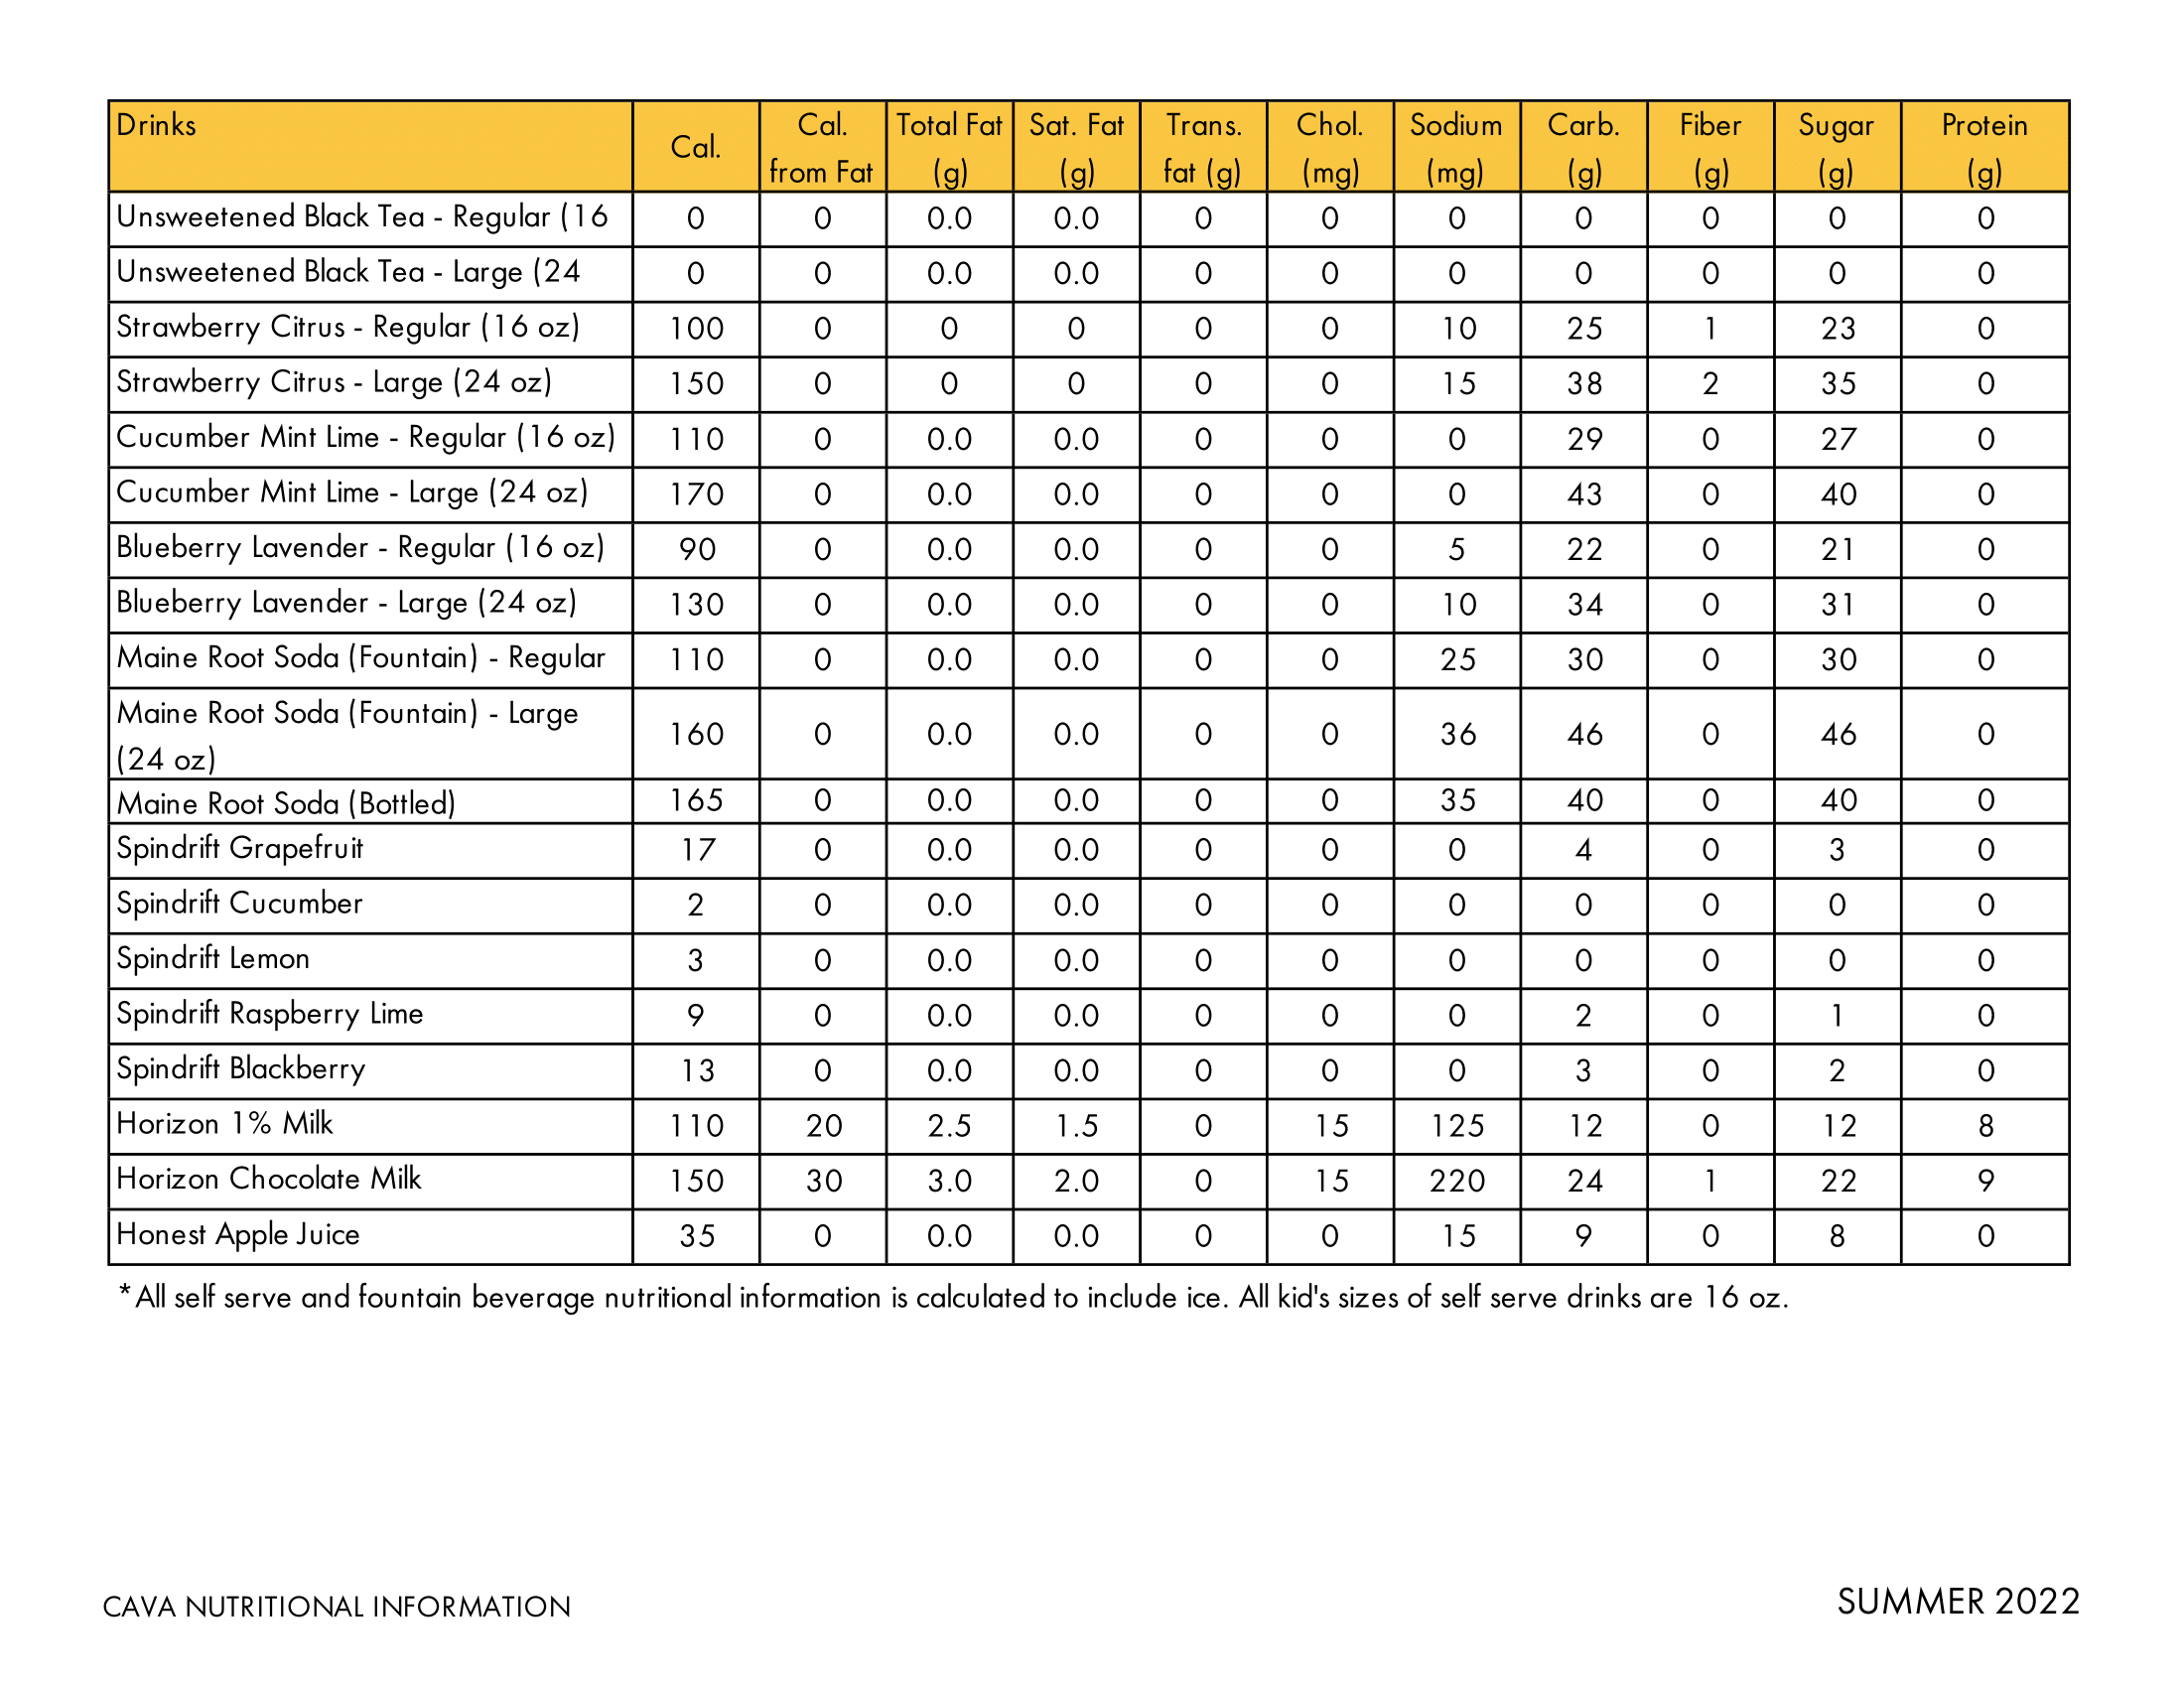 Drinks Cal. Cal. from Fat Total Fat (g) Sat. Fat (g) Trans. fat (g) Chol. (mg) Sodium (mg) Carb. (g) Fiber (g) Sugar (g) Protein (g)
Unsweetened Black Tea - Regular (16 0 0 0.0 0.0 0 0 0 0 0 0 0
Unsweetened Black Tea - Large (24 0 0 0.0 0.0 0 0 0 0 0 0 0
Strawberry Citrus - Regular (16 oz) 100 0 0 0 0 0 10 25 1 23 0
Strawberry Citrus - Large (24 oz) 150 0 0 0 0 0 15 38 2 35 0
Cucumber Mint Lime - Regular (16 oz) 110 0 0.0 0.0 0 0 0 29 0 27 0
Cucumber Mint Lime - Large (24 oz) 170 0 0.0 0.0 0 0 0 43 0 40 0
Blueberry Lavender - Regular (16 oz) 90 0 0.0 0.0 0 0 5 22 0 21 0
Blueberry Lavender - Large (24 oz) 130 0 0.0 0.0 0 0 10 34 0 31 0
Maine Root Soda (Fountain) - Regular 110 0 0.0 0.0 0 0 25 30 0 30 0
Maine Root Soda (Fountain) - Large (24 oz) 160 0 0.0 0.0 0 0 36 46 0 46 0
Maine Root Soda (Bottled) 165 0 0.0 0.0 0 0 35 40 0 40 0
Spindrift Grapefruit 17 0 0.0 0.0 0 0 0 4 0 3 0
Spindrift Cucumber 2 0 0.0 0.0 0 0 0 0 0 0 0
Spindrift Lemon 3 0 0.0 0.0 0 0 0 0 0 0 0
Spindrift Raspberry Lime 9 0 0.0 0.0 0 0 0 2 0 1 0
Spindrift Blackberry 13 0 0.0 0.0 0 0 0 3 0 2 0
Horizon 1% Milk 110 20 2.5 1.5 0 15 125 12 0 12 8
Horizon Chocolate Milk 150 30 3.0 2.0 0 15 220 24 1 22 9
Honest Apple Juice 35 0 0.0 0.0 0 0 15 9 0 8 0
*All self serve and fountain beverage nutritional information is calculated to include ice. All kid's sizes of self serve drinks are 16 oz.
CAVA NUTRITIONAL INFORMATION
SUMMER 2022